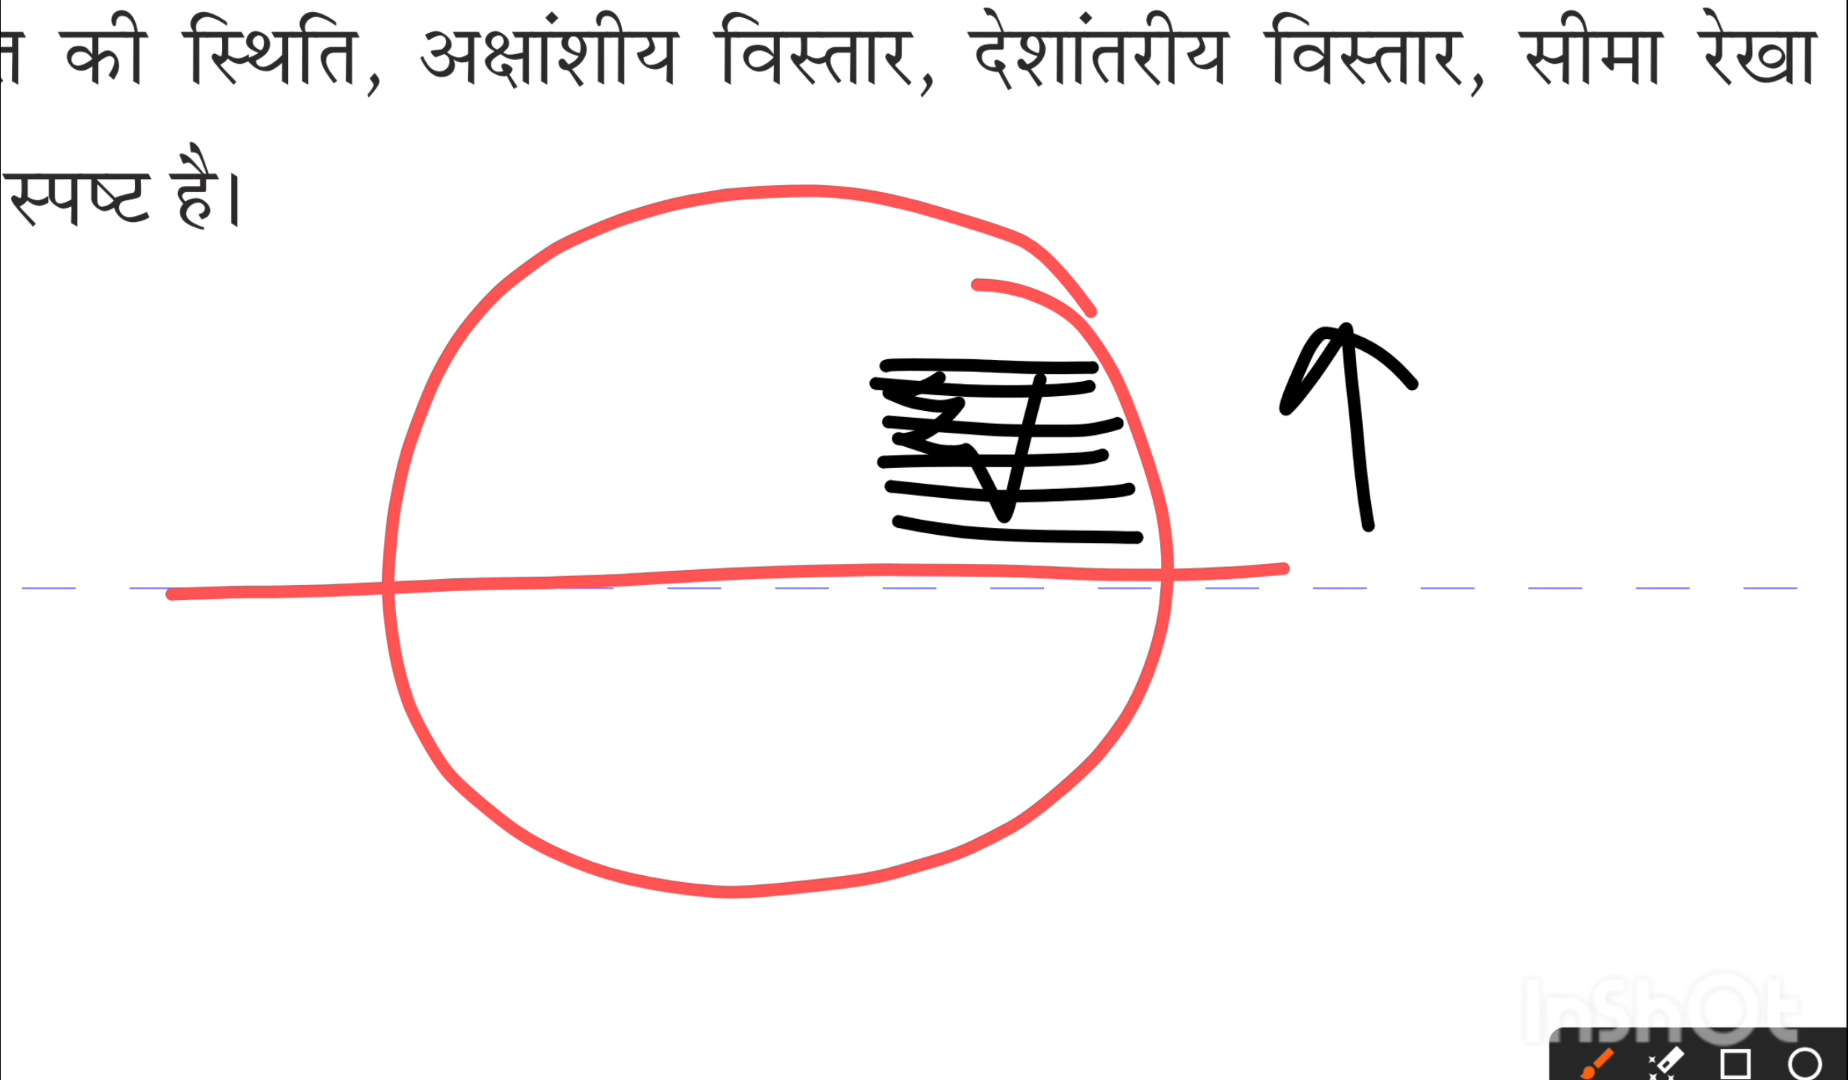 की स्थिति, अक्षांशीय विस्तार, देशांतरीय विस्तार, सीमा रेखा
स्पष्ट है।
InShOt